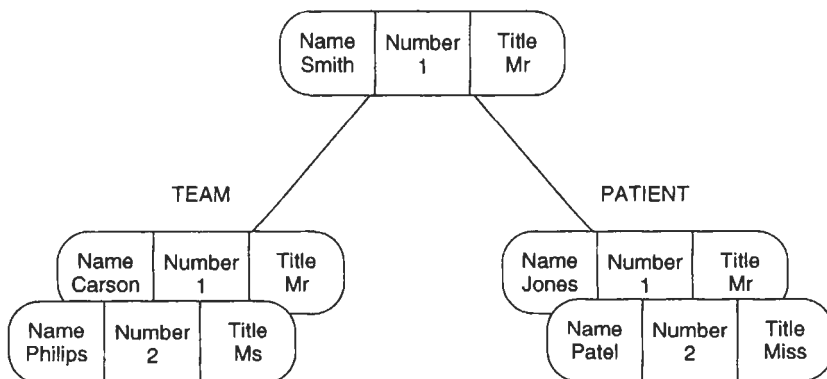 Name Number Title
Smith 1 Mr
TEAM PATIENT
Name Number Title
Carson 1 Mr
Name Number Title
Philips 2 Ms
Name Number Title
Jones 1 Mr
Name Number Title
Patel 2 Miss